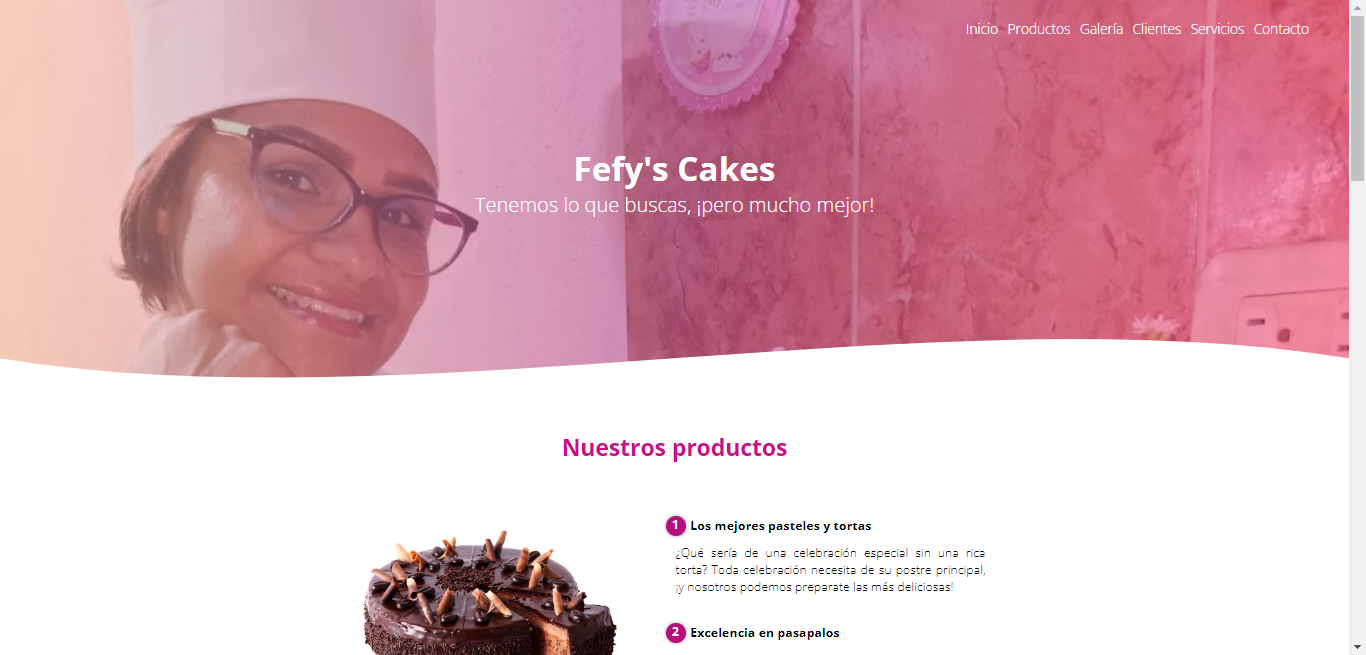 Inicio Productos Galería Clientes Servicios Contacto
Fefy's Cakes
Tenemos lo que buscas, ¡pero mucho mejor!
Nuestros productos
1 Los mejores pasteles y tortas
¿Qué sería de una celebración especial sin una rica
torta? Toda celebración necesita de su postre principal,
¡y nosotros podemos preparate las más deliciosas!
2 Excelencia en pasapalos